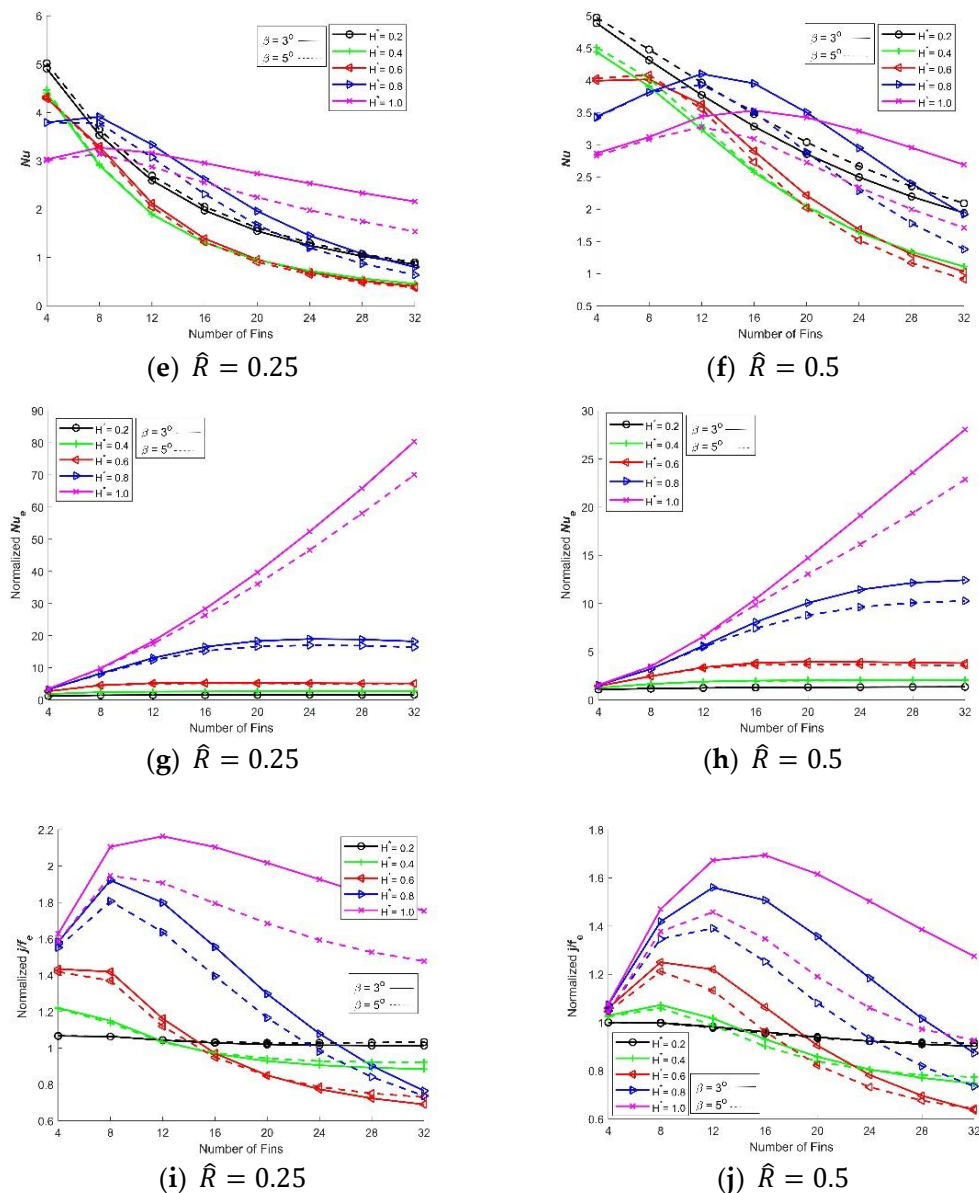 6
5
4
3
2
1
0
4 8 12 16 20 24 28 32
Nu
Number of Fins
β = 3°
β = 5°
H* = 0.2
H* = 0.4
H* = 0.6
H* = 0.8
H* = 1.0
(e) R̂ = 0.25
5
4.5
4
3.5
3
2.5
2
1.5
1
0.5
4 8 12 16 20 24 28 32
Nu
Number of Fins
β = 3°
β = 5°
H* = 0.2
H* = 0.4
H* = 0.6
H* = 0.8
H* = 1.0
(f) R̂ = 0.5
90
80
70
60
50
40
30
20
10
0
4 8 12 16 20 24 28 32
Normalized Nuₑ
Number of Fins
H* = 0.2
H* = 0.4
H* = 0.6
H* = 0.8
H* = 1.0
β = 3°
β = 5°
(g) R̂ = 0.25
30
25
20
15
10
5
0
4 8 12 16 20 24 28 32
Normalized Nuₑ
Number of Fins
H* = 0.2
H* = 0.4
H* = 0.6
H* = 0.8
H* = 1.0
β = 3°
β = 5°
(h) R̂ = 0.5
2.2
2
1.8
1.6
1.4
1.2
1
0.8
0.6
4 8 12 16 20 24 28 32
Normalized j/fₑ
Number of Fins
H* = 0.2
H* = 0.4
H* = 0.6
H* = 0.8
H* = 1.0
β = 3°
β = 5°
(i) R̂ = 0.25
1.8
1.6
1.4
1.2
1
0.8
0.6
4 8 12 16 20 24 28 32
Normalized j/fₑ
Number of Fins
H* = 0.2
H* = 0.4
H* = 0.6
H* = 0.8
H* = 1.0
β = 3°
β = 5°
(j) R̂ = 0.5